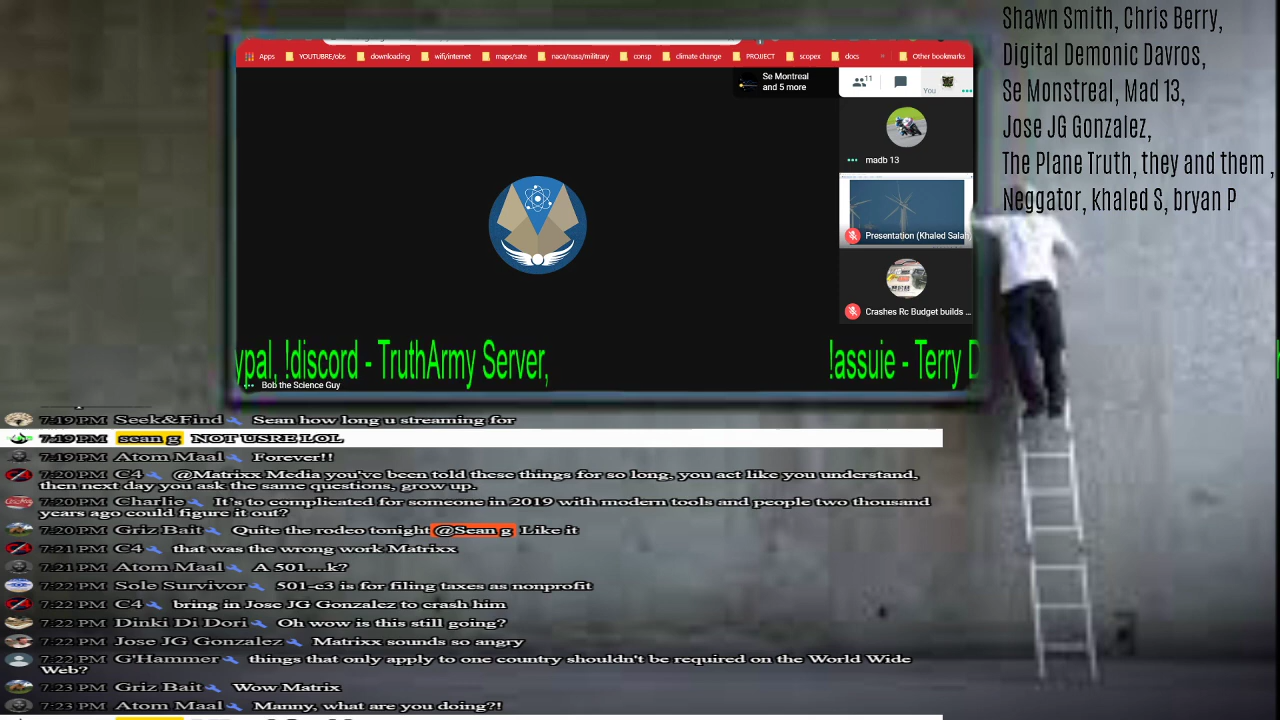 Shawn Smith, Chris Berry,
Digital Demonic Davros,
Se Monstreal, Mad 13,
Jose JG Gonzalez,
The Plane Truth, they and them ,
Neggator, khaled S, bryan P
Apps YOUTUBRE/obs downloading wifi/internet maps/sate naca/nasa/military consp climate change PROJECT scopex docs Other bookmarks
Se Montreal
and 5 more
11
You
madb 13
Presentation (Khaled Salah
Crashes Rc Budget builds ...
ypal, !discord - TruthArmy Server, !assuie - Terry D
Bob the Science Guy
7:19 PM Seek&Find Sean how long u streaming for
7:19 PM sean g NOT USRE LOL
7:19 PM Atom Maal Forever!!
7:20 PM C4 @Matrixx Media you've been told these things for so long, you act like you understand,
then next day you ask the same questions, grow up.
7:20 PM Charlie It's to complicated for someone in 2019 with modern tools and people two thousand
years ago could figure it out?
7:20 PM Griz Bait Quite the rodeo tonight @Sean g Like it
7:21 PM C4 that was the wrong work Matrixx
7:21 PM Atom Maal A 501....k?
7:22 PM Sole Survivor 501-c3 is for filing taxes as nonprofit
7:22 PM C4 bring in Jose JG Gonzalez to crash him
7:22 PM Dinki Di Dori Oh wow is this still going?
7:22 PM Jose JG Gonzalez Matrixx sounds so angry
7:22 PM G'Hammer things that only apply to one country shouldn't be required on the World Wide
Web?
7:23 PM Griz Bait Wow Matrix
7:23 PM Atom Maal Manny, what are you doing?!